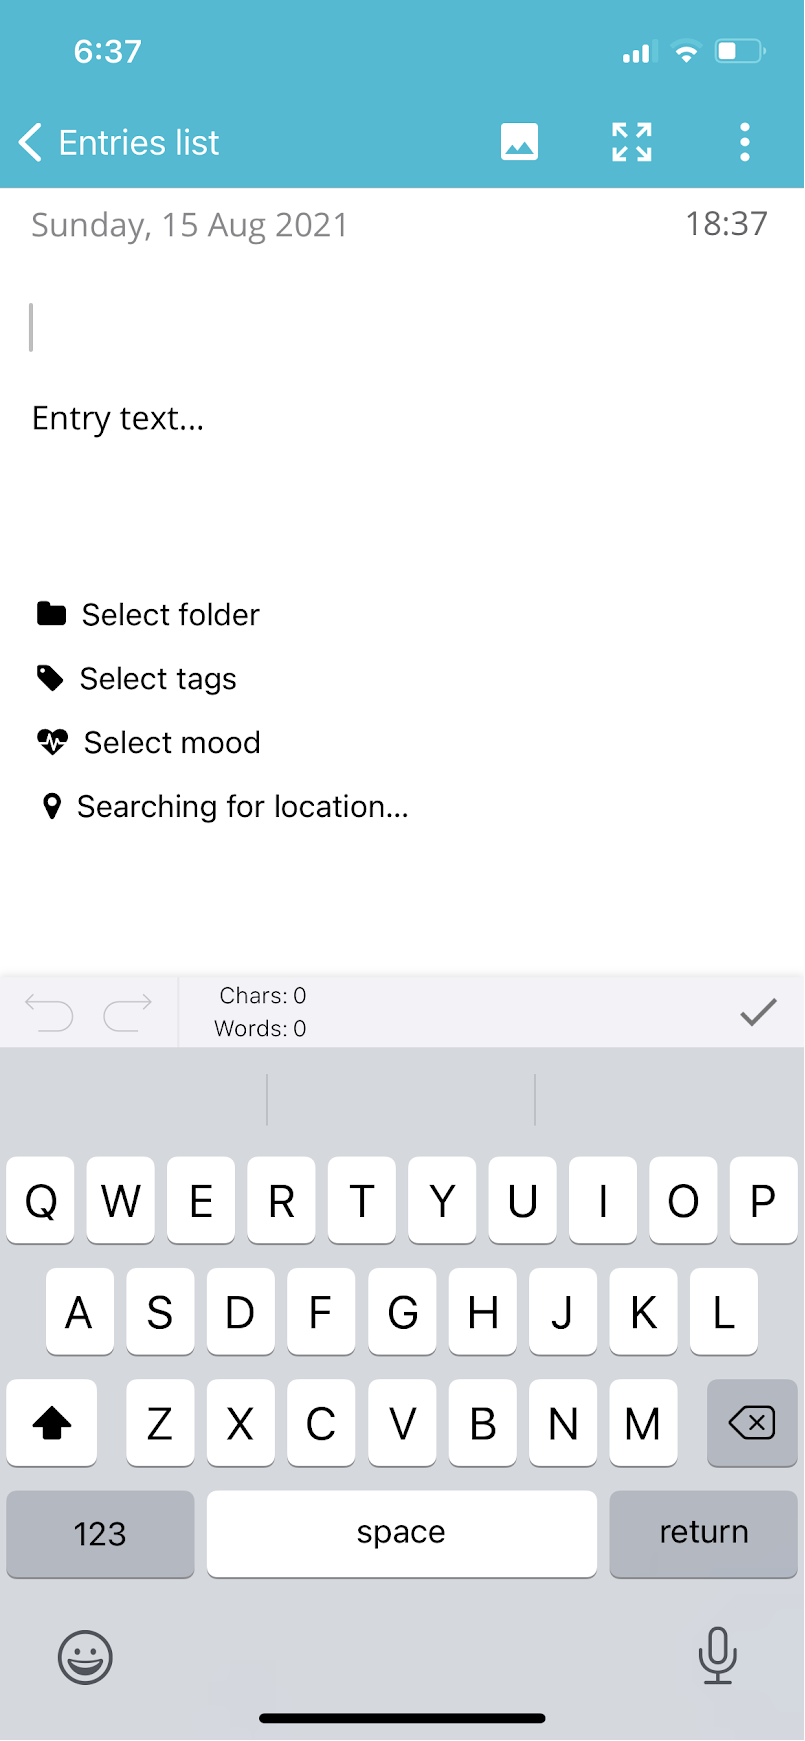 6:37
Entries list
Sunday, 15 Aug 2021 18:37
Entry text...
Select folder
Select tags
Select mood
Searching for location...
Chars: 0
Words: 0
Q W E R T Y U I O P
A S D F G H J K L
Z X C V B N M
123 space return